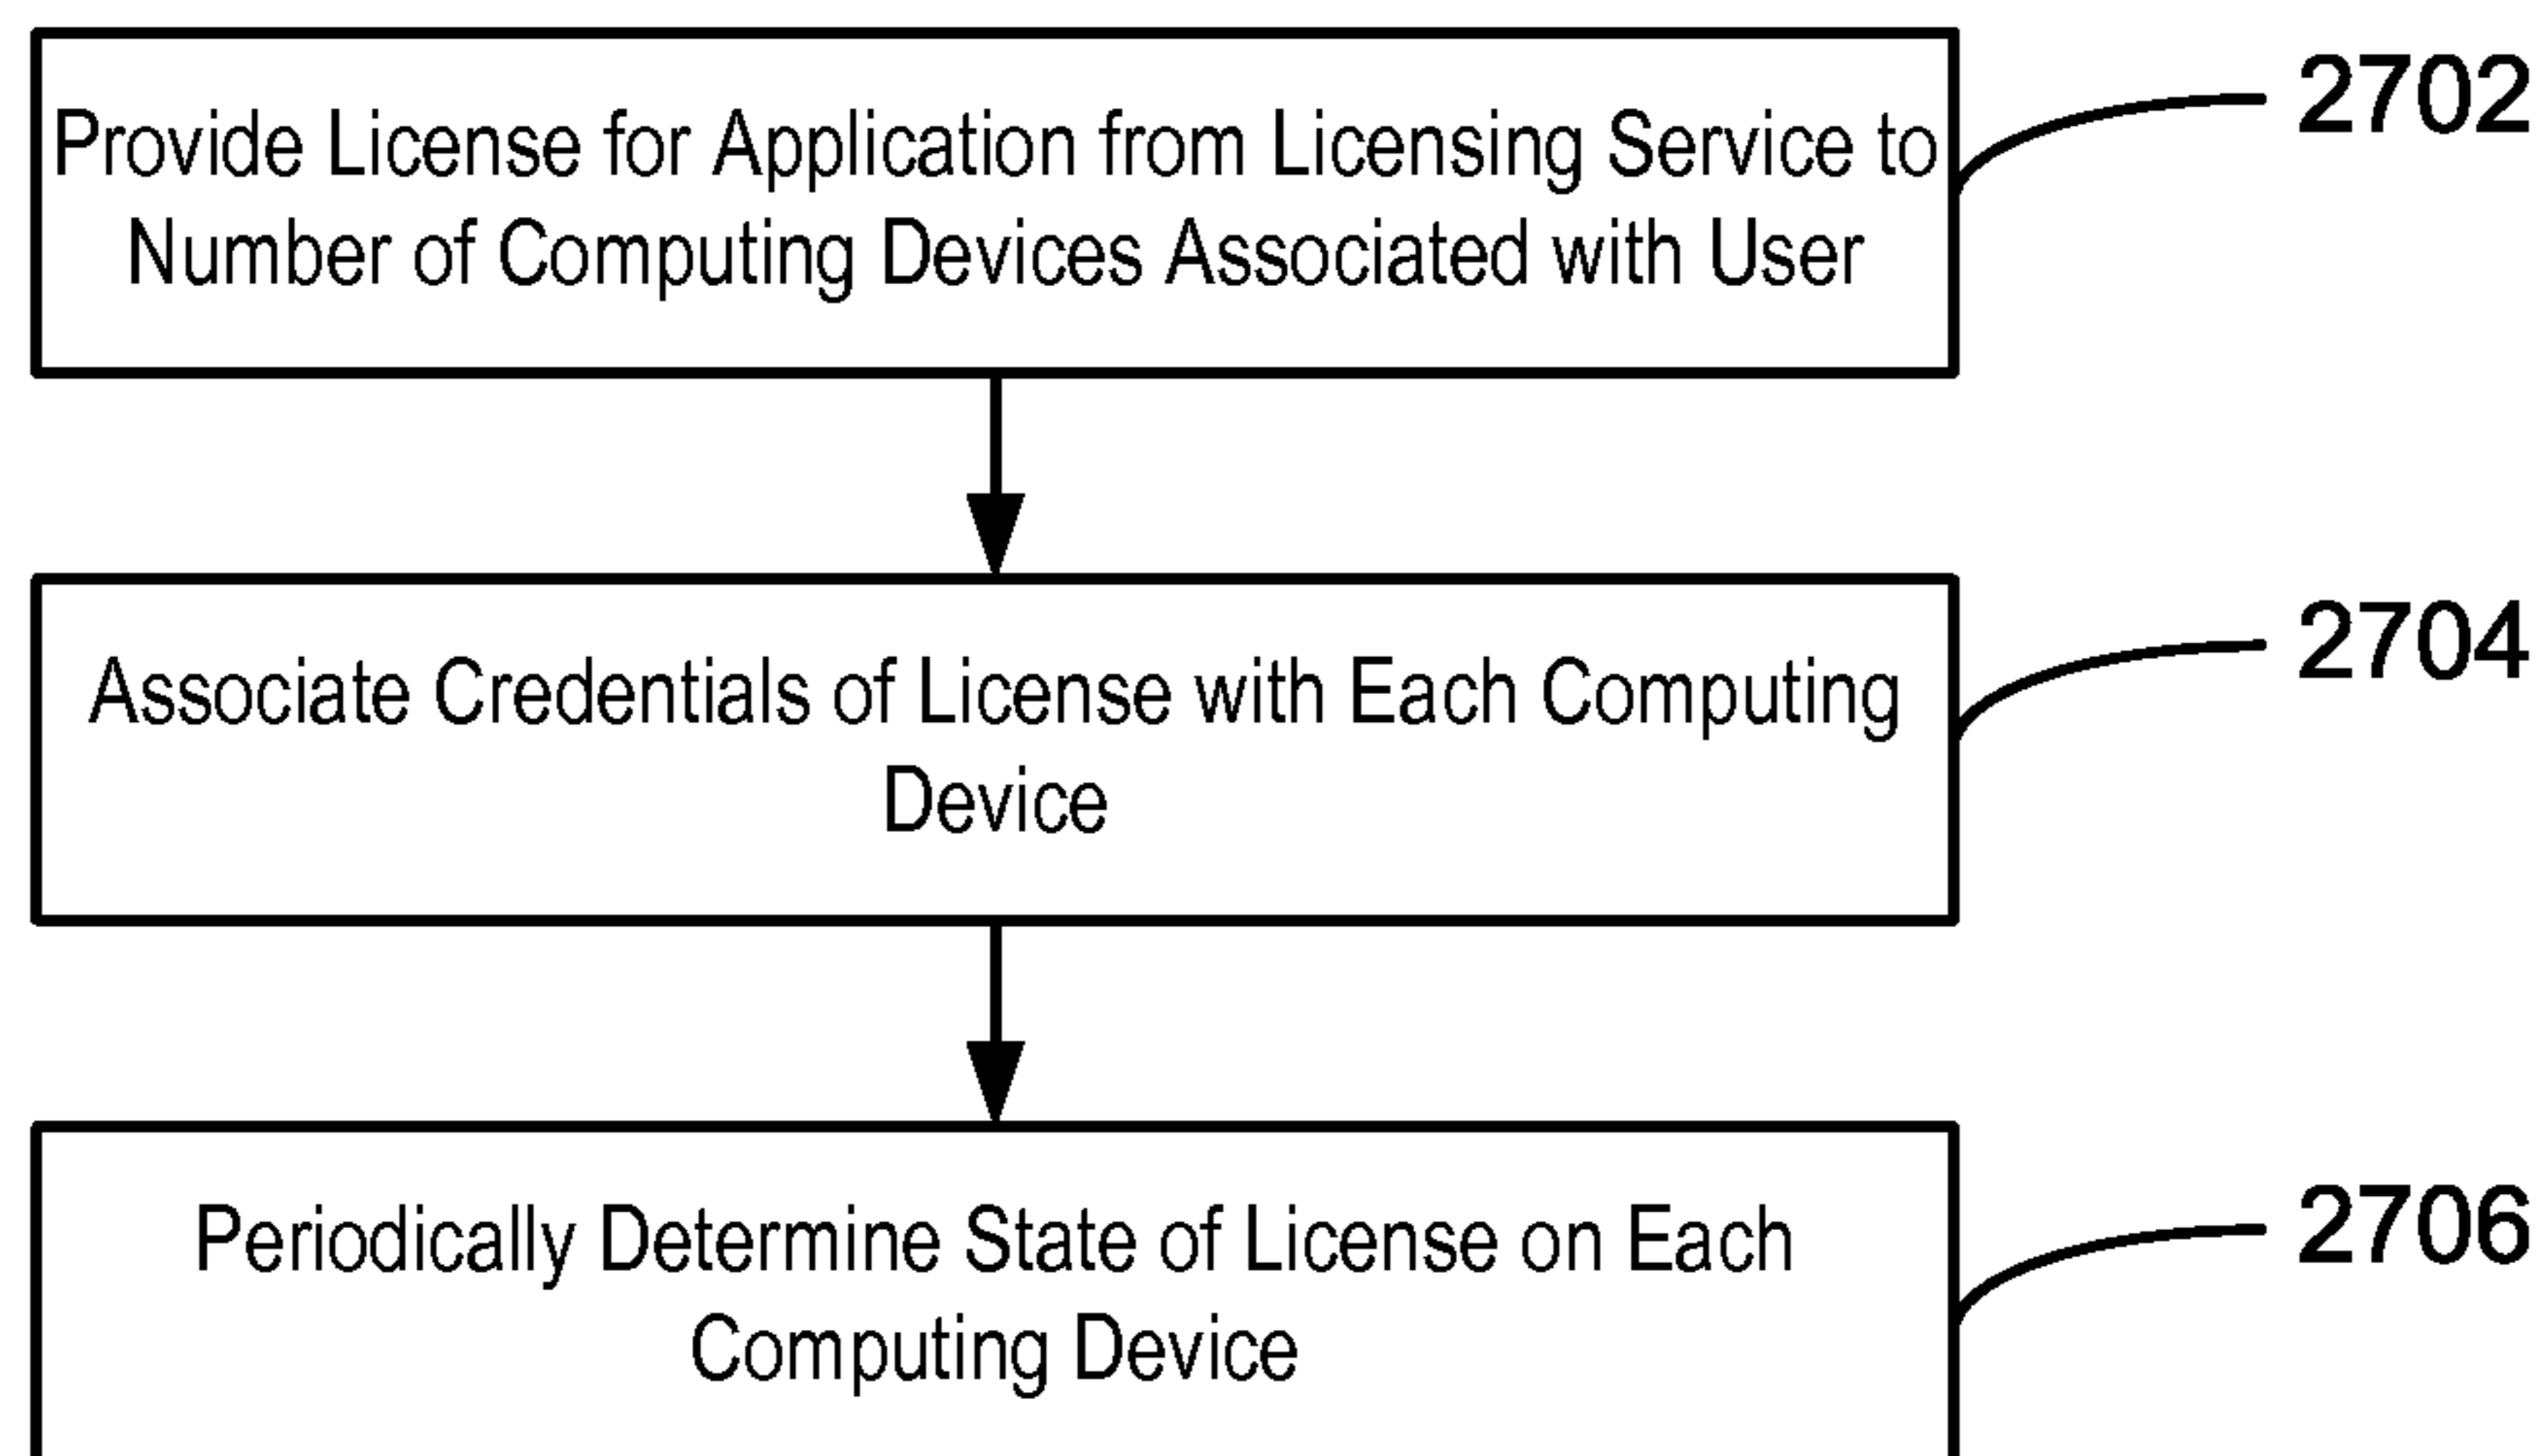 Provide License for Application from Licensing Service to
Number of Computing Devices Associated with User
2702
Associate Credentials of License with Each Computing
Device
2704
Periodically Determine State of License on Each
Computing Device
2706